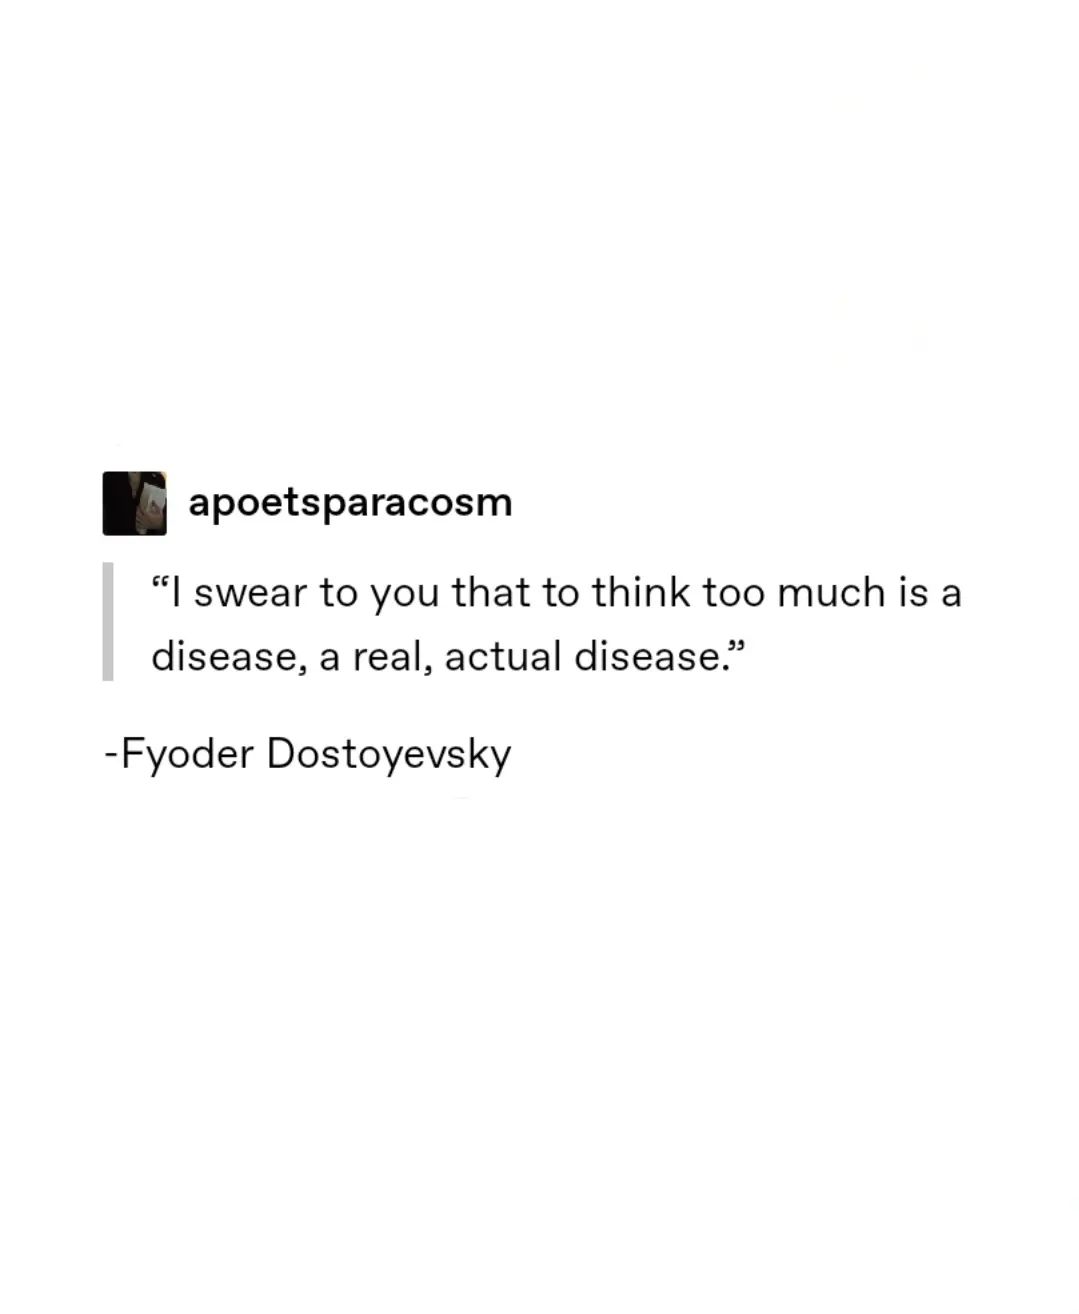 apoetsparacosm
“I swear to you that to think too much is a
disease, a real, actual disease.”
-Fyoder Dostoyevsky